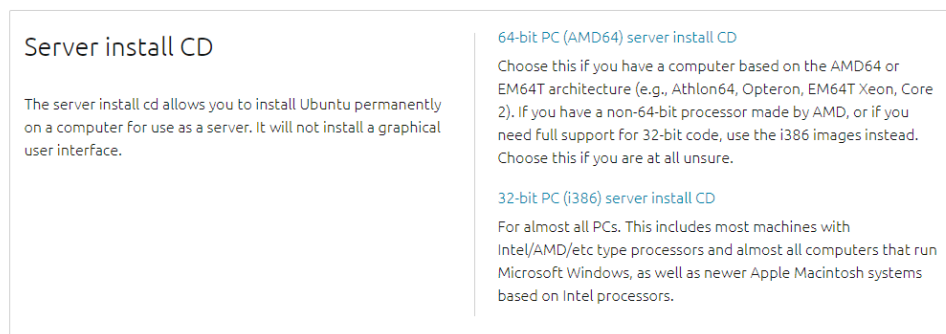 Server install CD
The server install cd allows you to install Ubuntu permanently
on a computer for use as a server. It will not install a graphical
user interface.
64-bit PC (AMD64) server install CD
Choose this if you have a computer based on the AMD64 or
EM64T architecture (e.g., Athlon64, Opteron, EM64T Xeon, Core
2). If you have a non-64-bit processor made by AMD, or if you
need full support for 32-bit code, use the i386 images instead.
Choose this if you are at all unsure.
32-bit PC (i386) server install CD
For almost all PCs. This includes most machines with
Intel/AMD/etc type processors and almost all computers that run
Microsoft Windows, as well as newer Apple Macintosh systems
based on Intel processors.